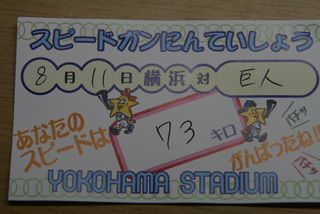 スピードガンにんていしょう
8月11日 横浜 対 巨人
あなたの
スピードは
73 キロ
パチッ
がんばったね!!
パチッ
YOKOHAMA STADIUM